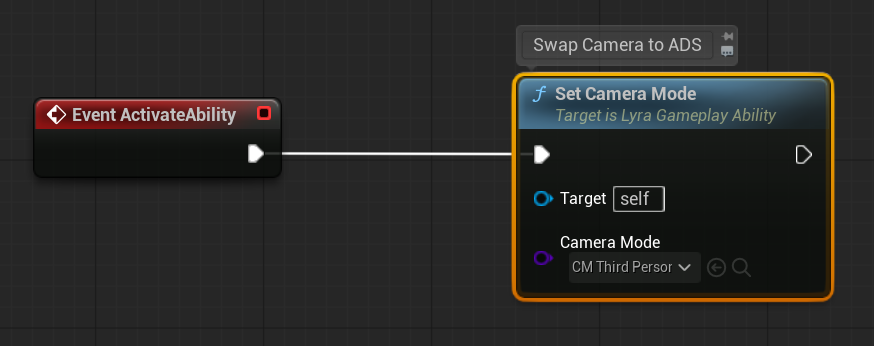 Swap Camera to ADS
Event ActivateAbility
f Set Camera Mode
Target is Lyra Gameplay Ability
Target self
Camera Mode
CM Third Person